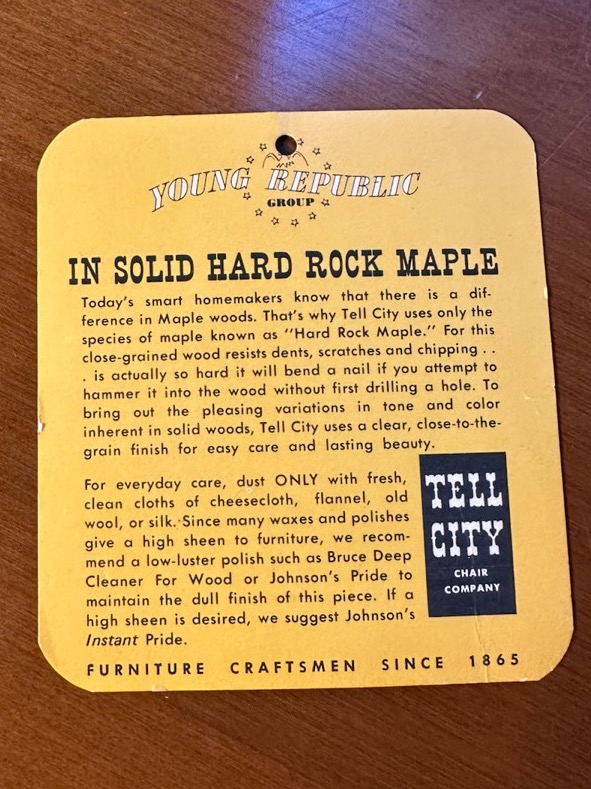 YOUNG REPUBLIC
GROUP
IN SOLID HARD ROCK MAPLE
Today's smart homemakers know that there is a dif-
ference in Maple woods. That's why Tell City uses only the
species of maple known as "Hard Rock Maple." For this
close-grained wood resists dents, scratches and chipping . .
. is actually so hard it will bend a nail if you attempt to
hammer it into the wood without first drilling a hole. To
bring out the pleasing variations in tone and color
inherent in solid woods, Tell City uses a clear, close-to-the-
grain finish for easy care and lasting beauty.
For everyday care, dust ONLY with fresh,
clean cloths of cheesecloth, flannel, old
wool, or silk. Since many waxes and polishes
give a high sheen to furniture, we recom-
mend a low-luster polish such as Bruce Deep
Cleaner For Wood or Johnson's Pride to
maintain the dull finish of this piece. If a
high sheen is desired, we suggest Johnson's
Instant Pride.
TELL
CITY
CHAIR
COMPANY
FURNITURE CRAFTSMEN SINCE 1865